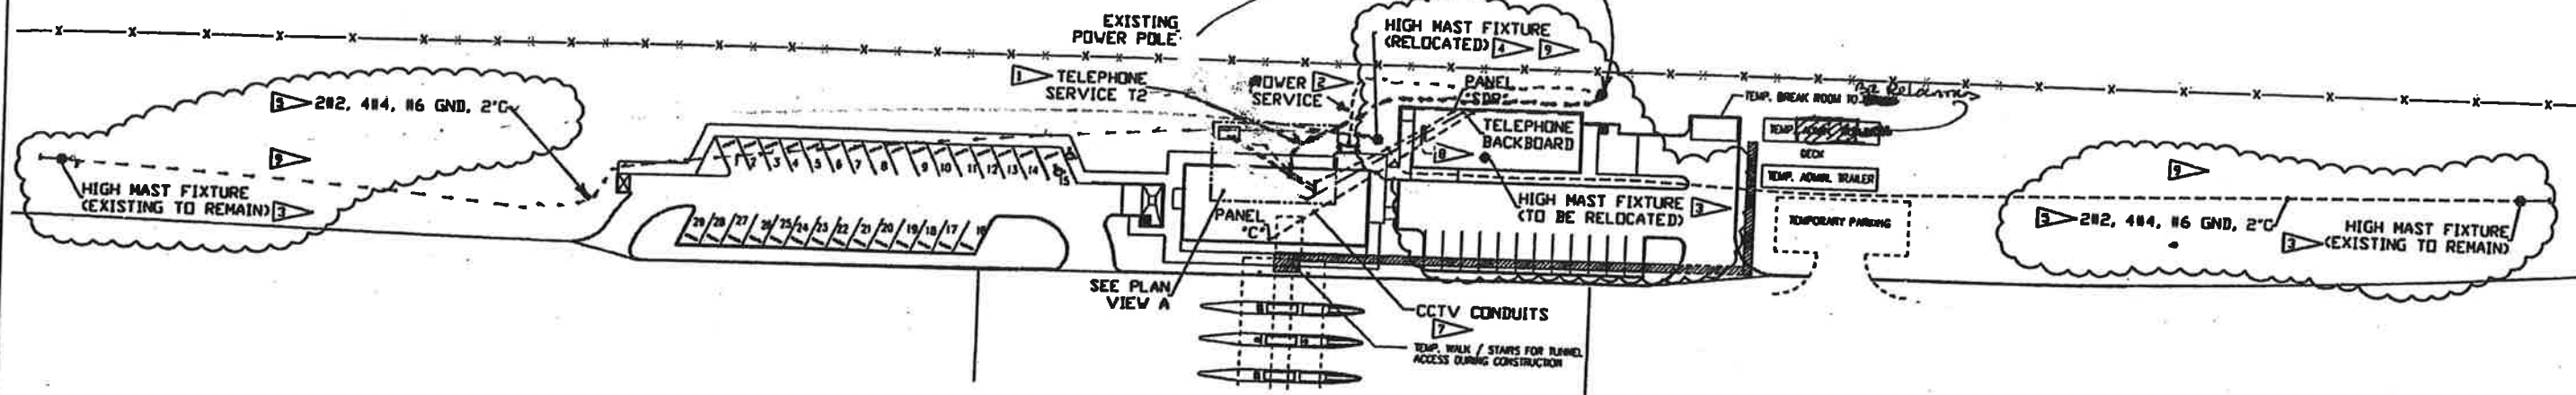 EXISTING
POWER POLE
HIGH MAST FIXTURE
(RELOCATED) 4 9
1 TELEPHONE
SERVICE T2
POWER 2
SERVICE
PANEL
TELEPHONE
BACKBOARD
8
TEMP. BREAK ROOM TO
TEMP.
DECK
TEMP. ADMIN. TRAILER
2#2, 4#4, #6 GND, 2"C
9
HIGH MAST FIXTURE
(EXISTING TO REMAIN) 3
1 2 3 4 5 6 7 8 9 10 11 12 13 14 15
29 28 27 26 25 24 23 22 21 20 19 18 17 16
PANEL
"C"
HIGH MAST FIXTURE
(TO BE RELOCATED) 3
TEMPORARY PARKING
9
2#2, 4#4, #6 GND, 2"C
HIGH MAST FIXTURE
3 (EXISTING TO REMAIN)
SEE PLAN
VIEW A
CCTV CONDUITS
7
TEMP. WALK / STAIRS FOR TUNNEL
ACCESS DURING CONSTRUCTION